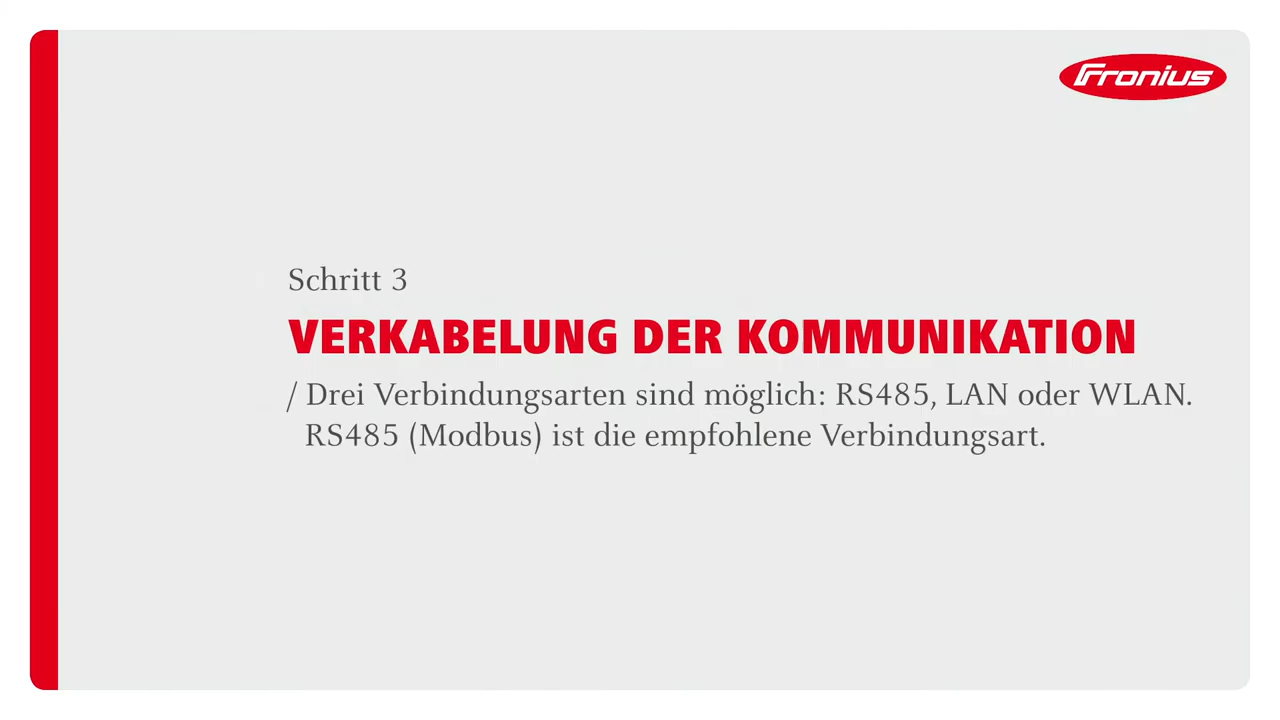 Fronius
Schritt 3
VERKABELUNG DER KOMMUNIKATION
/ Drei Verbindungsarten sind möglich: RS485, LAN oder WLAN.
RS485 (Modbus) ist die empfohlene Verbindungsart.